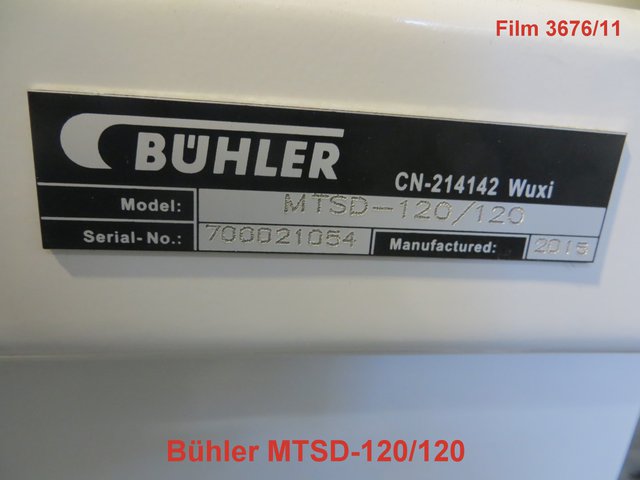 Film 3676/11
BÜHLER
CN-214142 Wuxi
Model: MTSD-120/120
Serial-No.: 700021054 Manufactured: 2015
Bühler MTSD-120/120